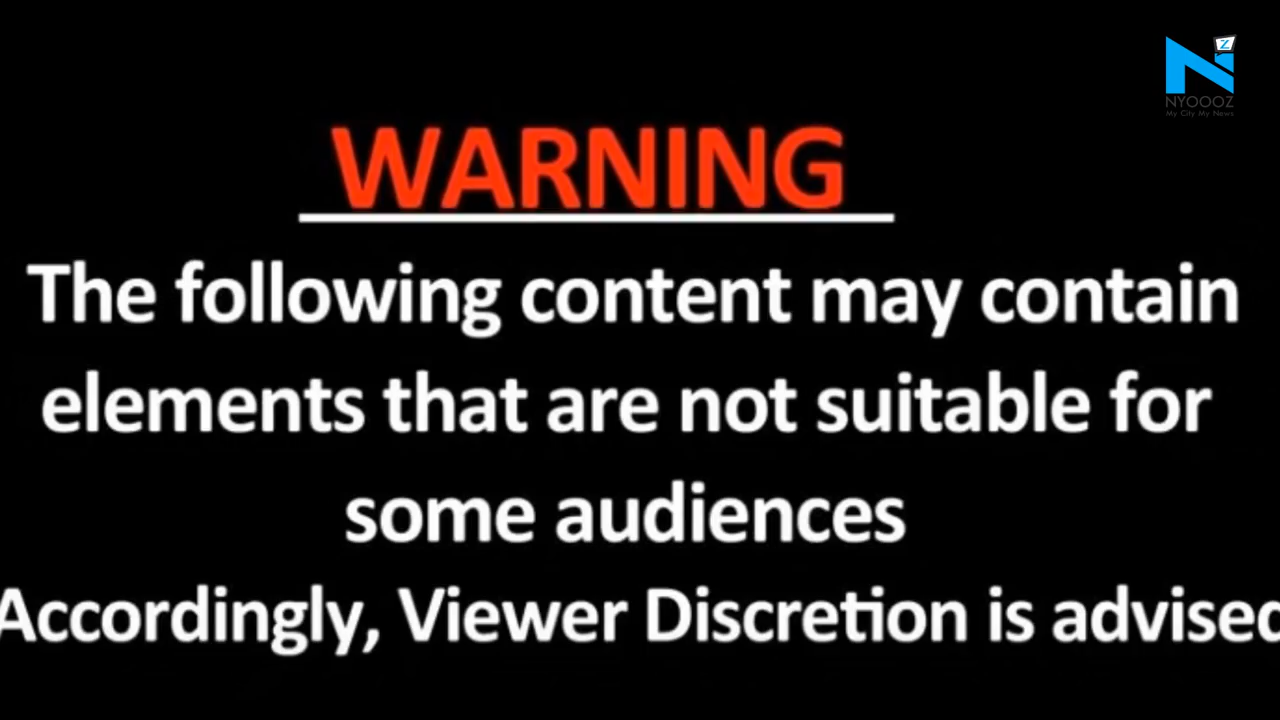 Z
NYOOOZ
My City My News
WARNING
The following content may contain
elements that are not suitable for
some audiences
Accordingly, Viewer Discretion is advised